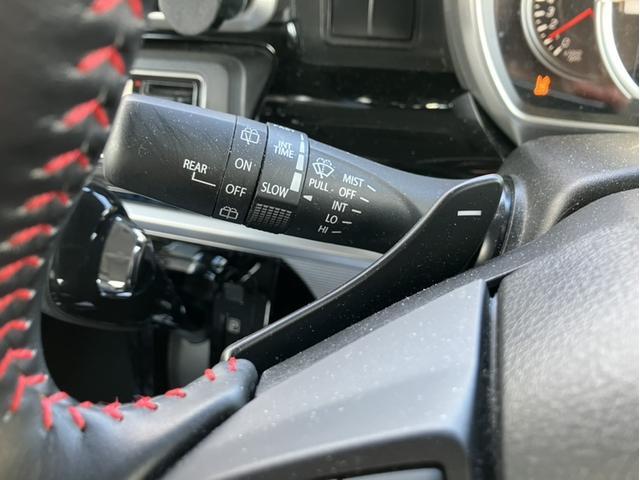 REAR
ON
OFF
INT
TIME
SLOW
PULL
MIST
OFF
INT
LO
HI